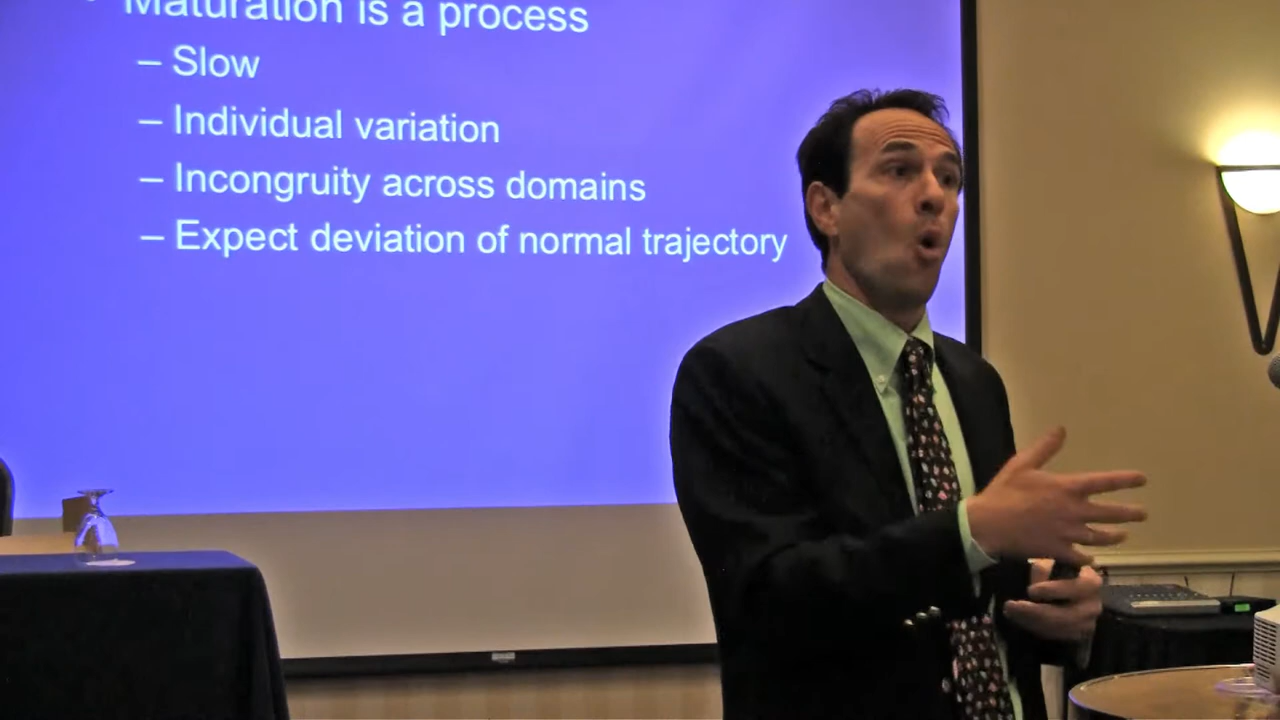 Maturation is a process
– Slow
– Individual variation
– Incongruity across domains
– Expect deviation of normal trajectory